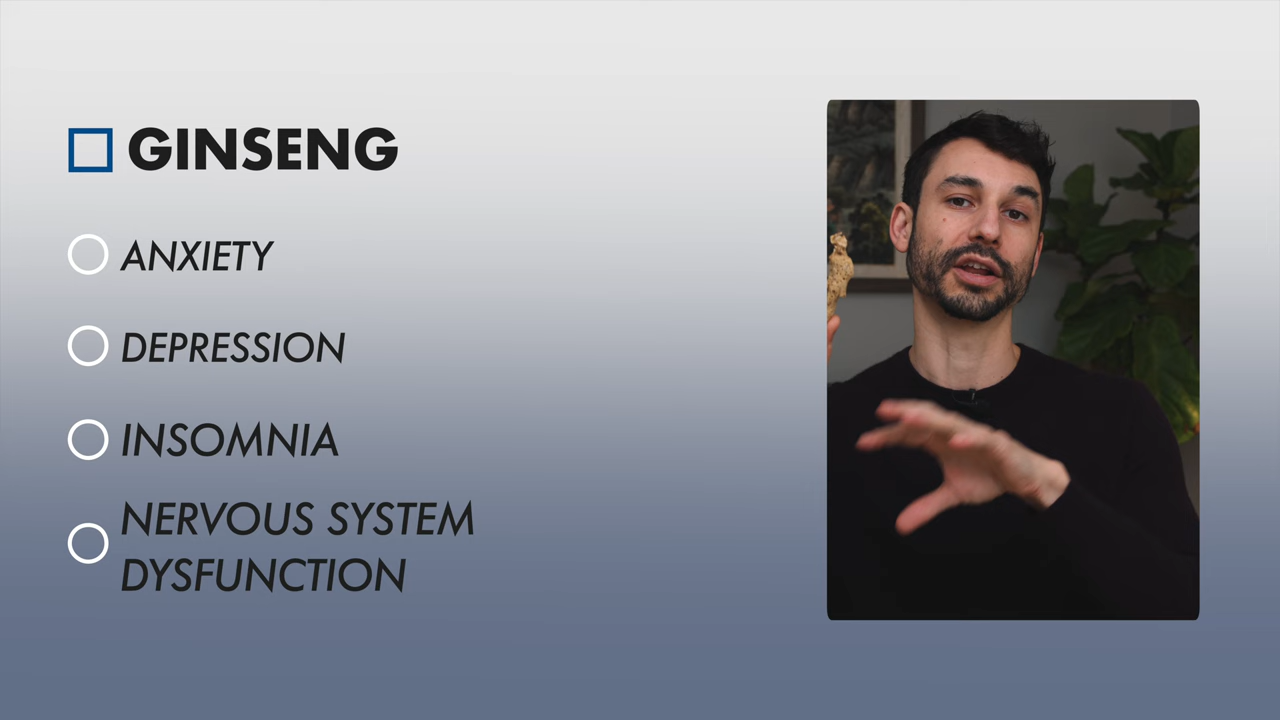 GINSENG
ANXIETY
DEPRESSION
INSOMNIA
NERVOUS SYSTEM
DYSFUNCTION